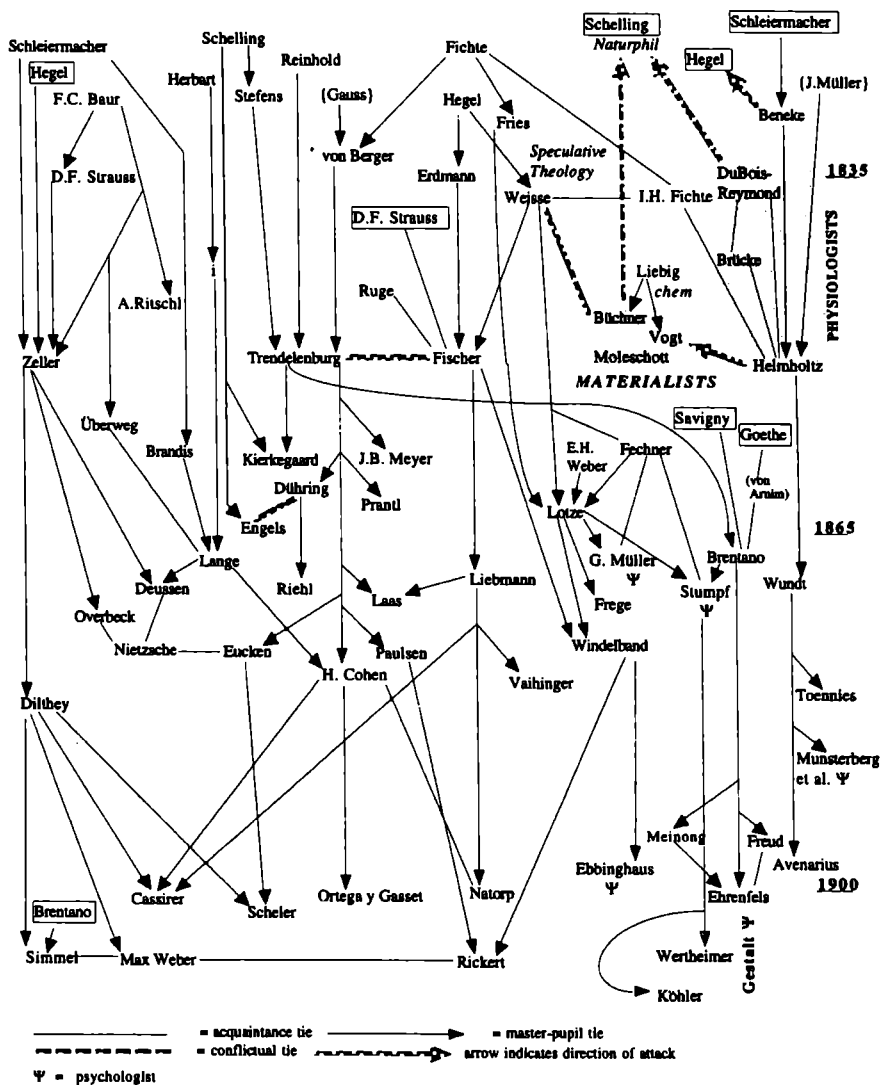 Schleiermacher
Schelling
Reinhold
Fichte
Schelling
Naturphil
Schleiermacher
Hegel
Herbart
Stefens
{Gauss}
Hegel
Fries
Hegel
{J.Müller}
F.C. Baur
Beneke
von Berger
Erdmann
Speculative
Theology
D.F. Strauss
DuBois-
Reymond
1835
Weisse
I.H. Fichte
D.F. Strauss
Brücke
PHYSIOLOGISTS
i
A.Ritschl
Ruge
Liebig
chem
Büchner
Vogt
Zeller
Trendelenburg
Fischer
Moleschott
Helmholtz
MATERIALISTS
Überweg
Brandis
Savigny
Goethe
Kierkegaard
J.B. Meyer
E.H.
Weber
Fechner
(von
Arnim)
Dühring
Prantl
Engels
Lotze
1865
Lange
G. Müller
Ψ
Brentano
Deussen
Riehl
Laas
Liebmann
Frege
Stumpf
Ψ
Wundt
Overbeck
Nietzsche
Eucken
Paulsen
Windelband
H. Cohen
Vaihinger
Toennies
Dilthey
Munsterberg
et al. Ψ
Meinong
Freud
Ebbinghaus
Ψ
Avenarius
Cassirer
Scheler
Ortega y Gasset
Natorp
Ehrenfels
1900
Brentano
Gestalt Ψ
Simmel
Max Weber
Rickert
Wertheimer
Köhler
= acquaintance tie
= master-pupil tie
= conflictual tie
arrow indicates direction of attack
Ψ = psychologist